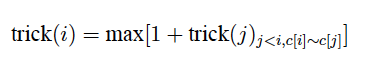 trick(i) = max[1 + trick(j)_{j<i,c[i]∼c[j]}]